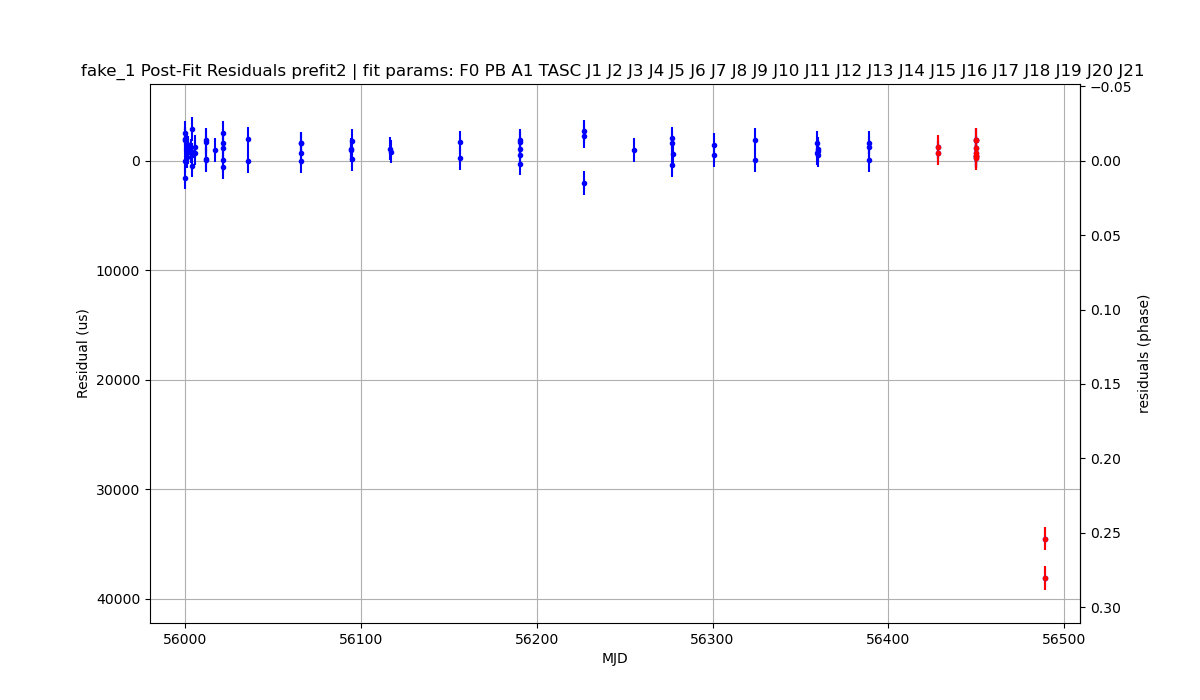 fake_1 Post-Fit Residuals prefit2 | fit params: F0 PB A1 TASC J1 J2 J3 J4 J5 J6 J7 J8 J9 J10 J11 J12 J13 J14 J15 J16 J17 J18 J19 J20 J21
0
10000
20000
30000
40000
Residual (us)
−0.05
0.00
0.05
0.10
0.15
0.20
0.25
0.30
residuals (phase)
56000 56100 56200 56300 56400 56500
MJD